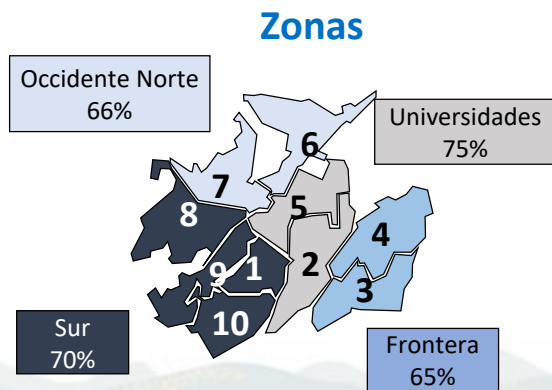 Zonas
Occidente Norte
66%
Universidades
75%
6
7
5
8
4
2
9
1
3
10
Sur
70%
Frontera
65%